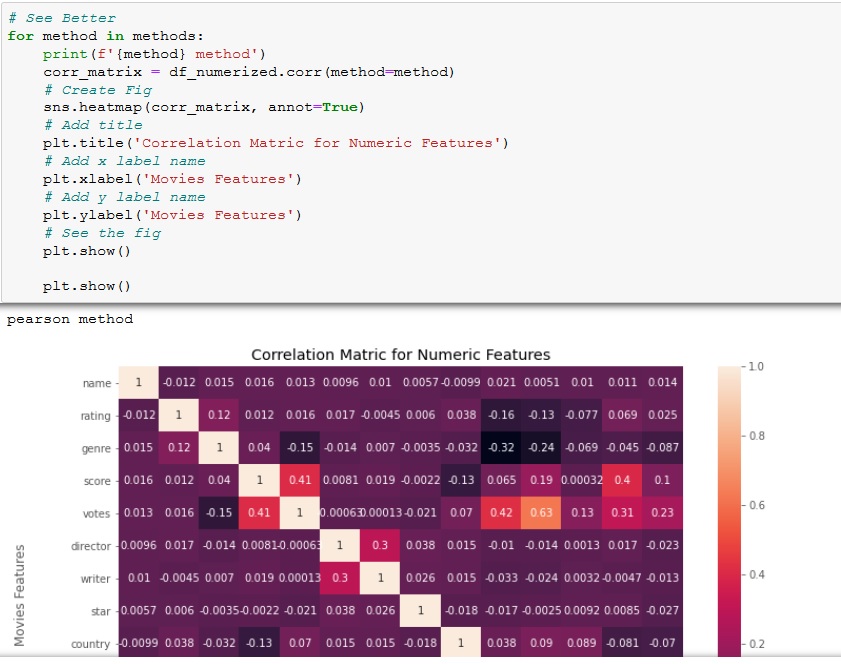 # See Better
for method in methods:
    print(f'{method} method')
    corr_matrix = df_numerized.corr(method=method)
    # Create Fig
    sns.heatmap(corr_matrix, annot=True)
    # Add title
    plt.title('Correlation Matric for Numeric Features')
    # Add x label name
    plt.xlabel('Movies Features')
    # Add y label name
    plt.ylabel('Movies Features')
    # See the fig
    plt.show()
    plt.show()
pearson method
Correlation Matric for Numeric Features
name 1 -0.012 0.015 0.016 0.013 0.0096 0.01 0.0057 -0.0099 0.021 0.0051 0.01 0.011 0.014
rating -0.012 1 0.12 0.012 0.016 0.017 -0.0045 0.006 0.038 -0.16 -0.13 -0.077 0.069 0.025
genre 0.015 0.12 1 0.04 -0.15 -0.014 0.007 -0.0035 -0.032 -0.32 -0.24 -0.069 -0.045 -0.087
score 0.016 0.012 0.04 1 0.41 0.0081 0.019 -0.0022 -0.13 0.065 0.19 0.00032 0.4 0.1
votes 0.013 0.016 -0.15 0.41 1 0.00063 0.00013 -0.021 0.07 0.42 0.63 0.13 0.31 0.23
director 0.0096 0.017 -0.014 0.0081 -0.00063 1 0.3 0.038 0.015 -0.01 -0.014 0.0013 0.017 -0.023
writer 0.01 -0.0045 0.007 0.019 0.00013 0.3 1 0.026 0.015 -0.033 -0.024 0.0032 -0.0047 -0.013
star 0.0057 0.006 -0.0035 -0.0022 -0.021 0.038 0.026 1 -0.018 -0.017 -0.0025 0.0092 0.0085 -0.027
country -0.0099 0.038 -0.032 -0.13 0.07 0.015 0.015 -0.018 1 0.038 0.09 0.089 -0.081 -0.07
Movies Features
1.0
0.8
0.6
0.4
0.2